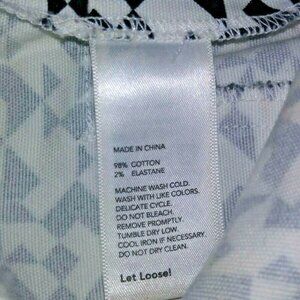 MADE IN CHINA
98% COTTON
2% ELASTANE
MACHINE WASH COLD.
WASH WITH LIKE COLORS.
DELICATE CYCLE.
DO NOT BLEACH.
REMOVE PROMPTLY.
TUMBLE DRY LOW.
COOL IRON IF NECESSARY.
DO NOT DRY CLEAN.
Let Loose!